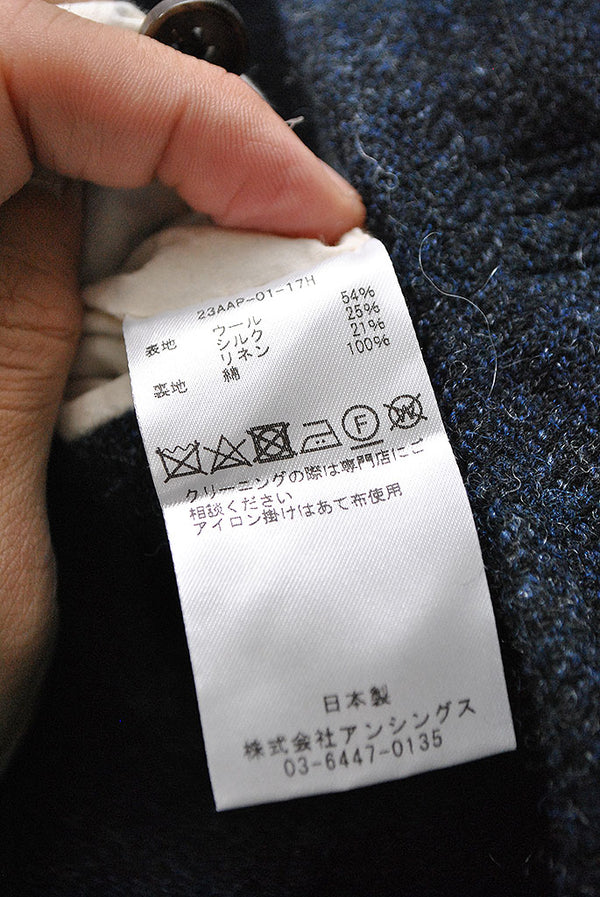 23AAP-01-17H
表地 ウール 54%
シルク 25%
リネン 21%
裏地 綿 100%
F W
クリーニングの際は専門店にご
相談ください
アイロン掛けはあて布使用
日本製
株式会社アンシングス
03-6447-0135